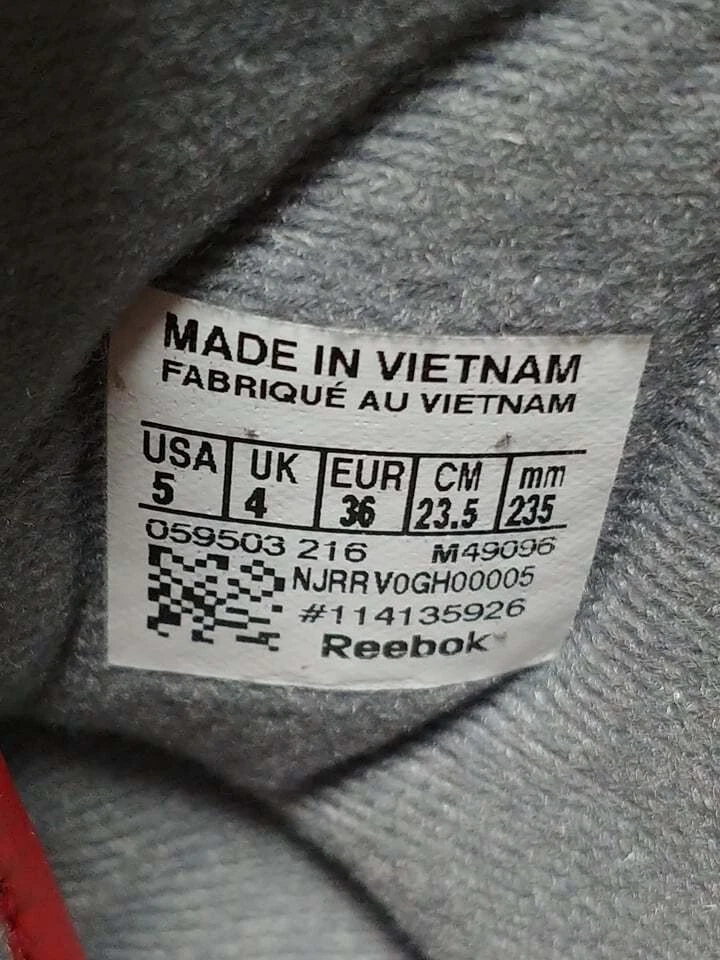 MADE IN VIETNAM
FABRIQUÉ AU VIETNAM
USA UK EUR CM mm
5 4 36 23.5 235
059503 216 M49096
NJRRV0GH00005
#114135926
Reebok